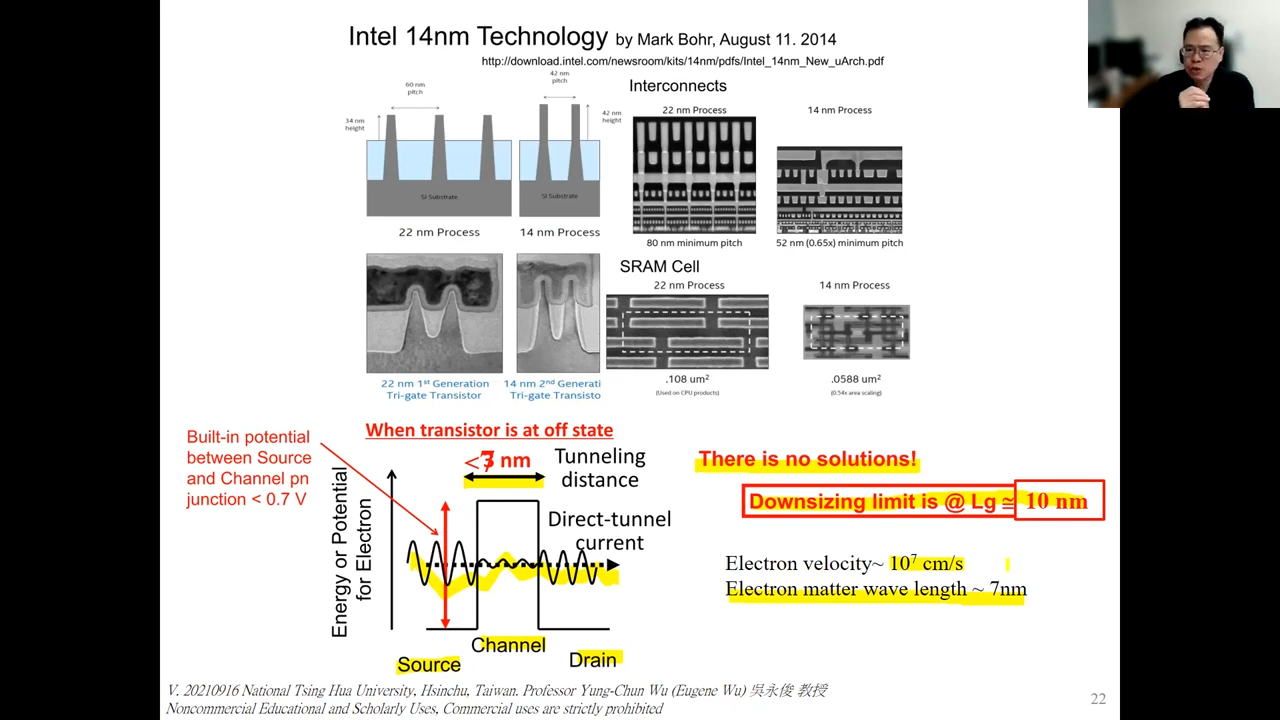 Intel 14nm Technology by Mark Bohr, August 11. 2014
http://download.intel.com/newsroom/kits/14nm/pdfs/Intel_14nm_New_uArch.pdf
60 nm
pitch
42 nm
pitch
34 nm
height
42 nm
height
Si Substrate
Si Substrate
22 nm Process
14 nm Process
Interconnects
22 nm Process
14 nm Process
80 nm minimum pitch
52 nm (0.65x) minimum pitch
22 nm 1st Generation
Tri-gate Transistor
14 nm 2nd Generati
Tri-gate Transisto
SRAM Cell
22 nm Process
14 nm Process
.108 um²
(Used on CPU products)
.0588 um²
(0.54x area scaling)
When transistor is at off state
Built-in potential
between Source
and Channel pn
junction < 0.7 V
Energy or Potential
for Electron
nm
Tunneling
distance
Direct-tunnel
current
Source
Channel
Drain
There is no solutions!
Downsizing limit is @ Lg ≅ 10 nm
Electron velocity~ 10⁷ cm/s
Electron matter wave length ~ 7nm
V. 20210916 National Tsing Hua University, Hsinchu, Taiwan. Professor Yung-Chun Wu (Eugene Wu) 吳永俊 教授
Noncommercial Educational and Scholarly Uses, Commercial uses are strictly prohibited
22